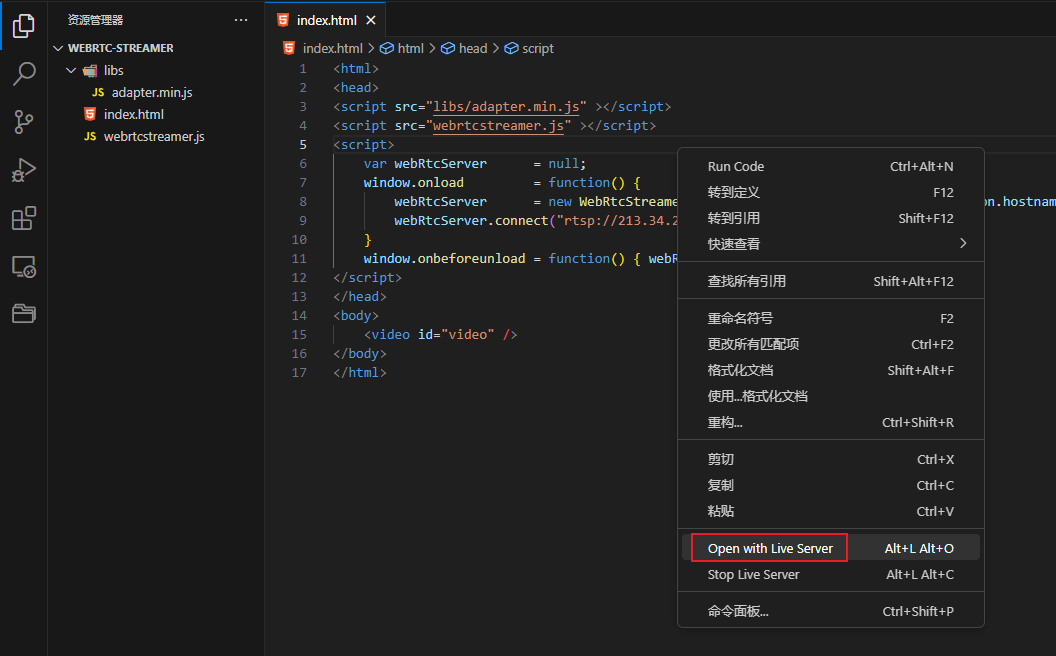 资源管理器 ···
WEBRTC-STREAMER
libs
JS adapter.min.js
index.html
JS webrtcstreamer.js
index.html
index.html > html > head > script
1 <html>
2 <head>
3 <script src="libs/adapter.min.js" ></script>
4 <script src="webrtcstreamer.js" ></script>
5 <script>
6 var webRtcServer = null;
7 window.onload = function() {
8 webRtcServer = new WebRtcStreame on.hostnam
9 webRtcServer.connect("rtsp://213.34.2
10 }
11 window.onbeforeunload = function() { webR
12 </script>
13 </head>
14 <body>
15 <video id="video" />
16 </body>
17 </html>
Run Code Ctrl+Alt+N
转到定义 F12
转到引用 Shift+F12
快速查看
查找所有引用 Shift+Alt+F12
重命名符号 F2
更改所有匹配项 Ctrl+F2
格式化文档 Shift+Alt+F
使用...格式化文档
重构... Ctrl+Shift+R
剪切 Ctrl+X
复制 Ctrl+C
粘贴 Ctrl+V
Open with Live Server Alt+L Alt+O
Stop Live Server Alt+L Alt+C
命令面板... Ctrl+Shift+P